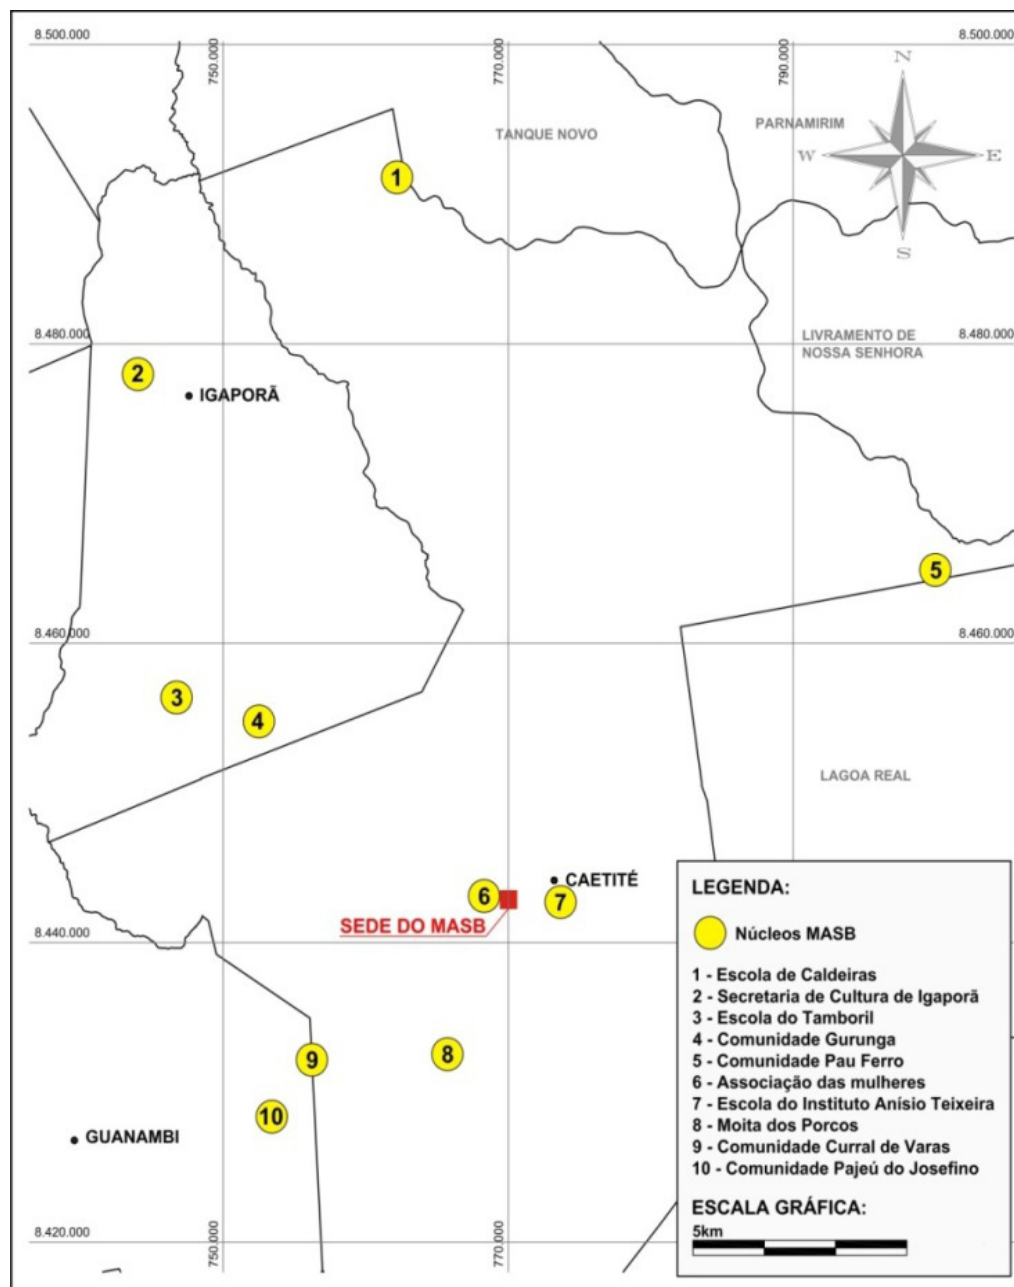 8.500.000
750.000
770.000
790.000
8.500.000
N
W
E
S
TANQUE NOVO
PARNAMIRIM
1
8.480.000
8.480.000
LIVRAMENTO DE
NOSSA SENHORA
2
IGAPORÃ
5
8.460.000
8.460.000
3
4
LAGOA REAL
CAETITÉ
6
7
SEDE DO MASB
8.440.000
9
8
10
GUANAMBI
8.420.000
750.000
770.000
LEGENDA:
Núcleos MASB
1 - Escola de Caldeiras
2 - Secretaria de Cultura de Igaporã
3 - Escola do Tamboril
4 - Comunidade Gurunga
5 - Comunidade Pau Ferro
6 - Associação das mulheres
7 - Escola do Instituto Anísio Teixeira
8 - Moita dos Porcos
9 - Comunidade Curral de Varas
10 - Comunidade Pajeú do Josefino
ESCALA GRÁFICA:
5km